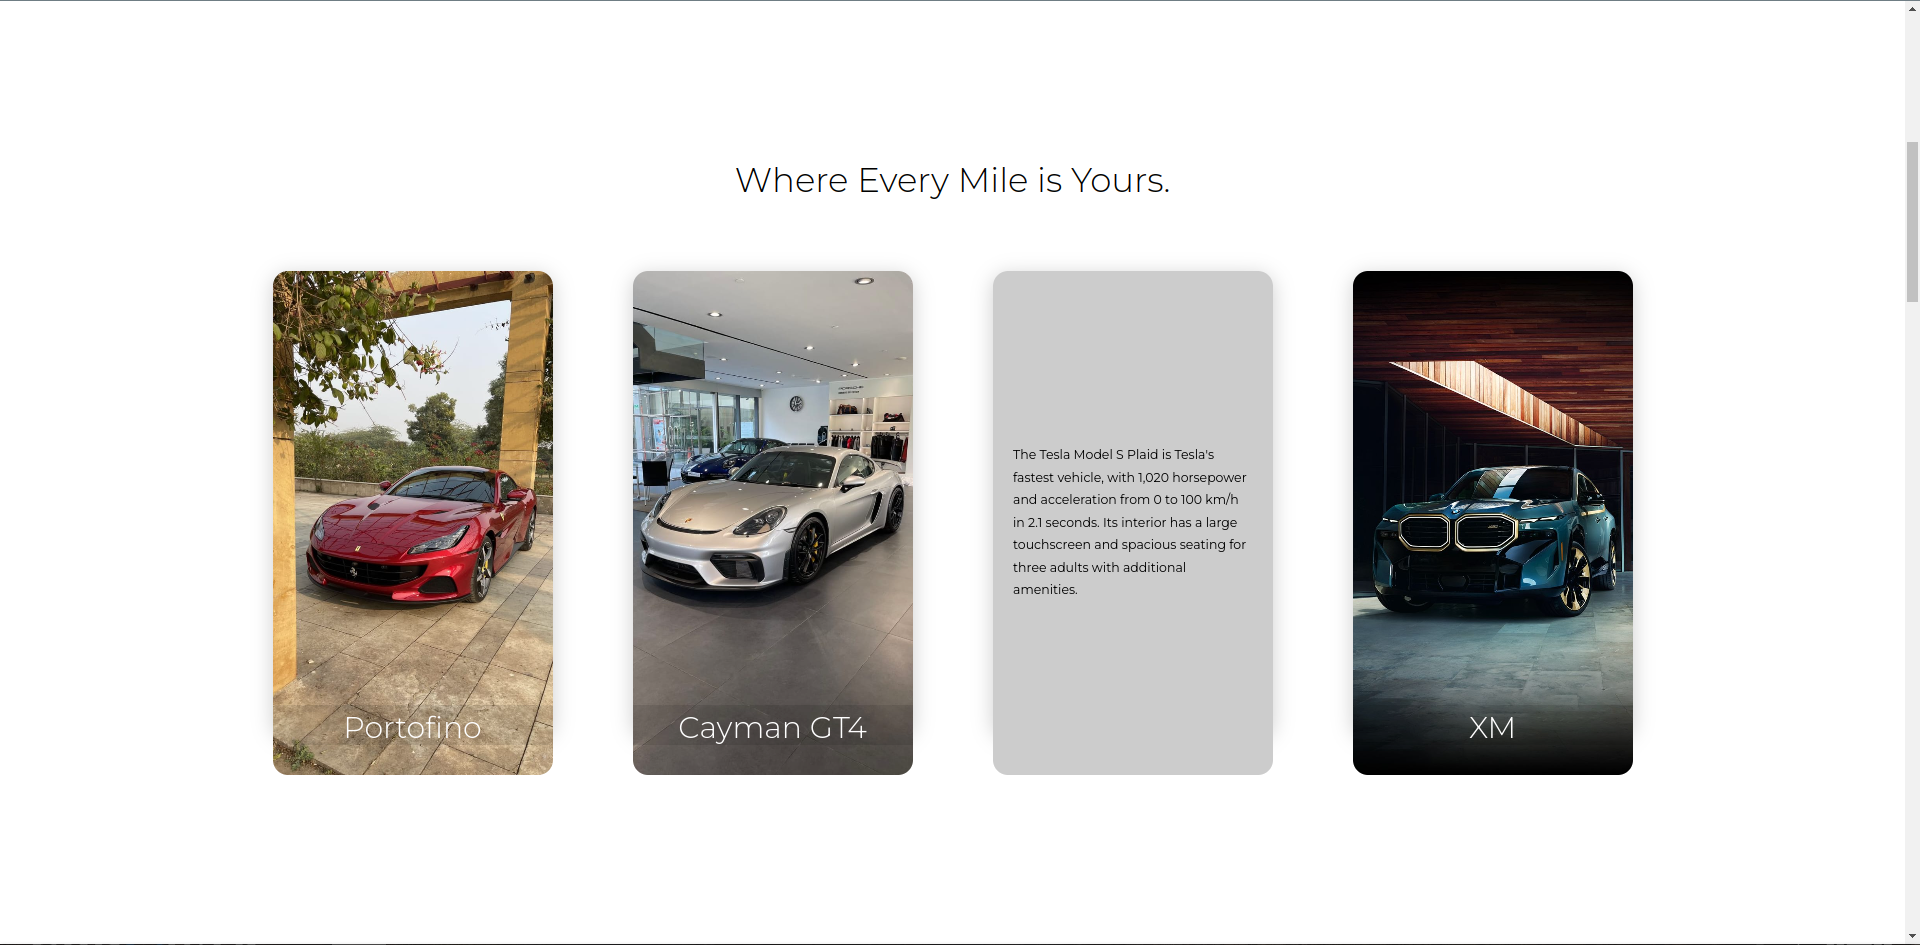 Where Every Mile is Yours.
Portofino
Cayman GT4
The Tesla Model S Plaid is Tesla's
fastest vehicle, with 1,020 horsepower
and acceleration from 0 to 100 km/h
in 2.1 seconds. Its interior has a large
touchscreen and spacious seating for
three adults with additional
amenities.
XM